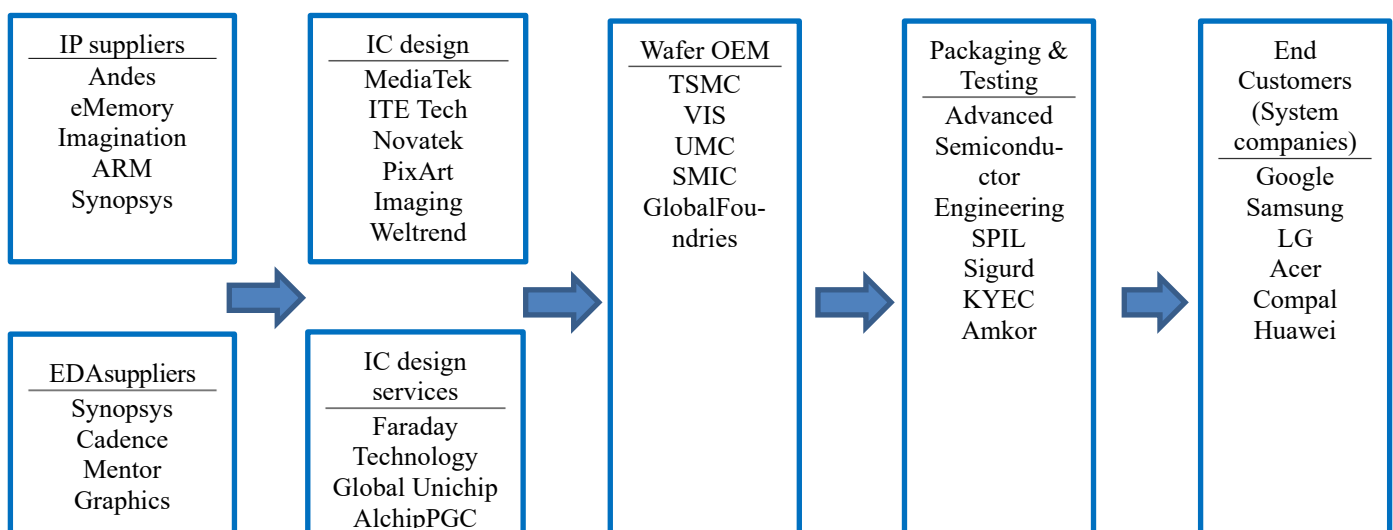 IP suppliers
Andes
eMemory
Imagination
ARM
Synopsys
EDAsuppliers
Synopsys
Cadence
Mentor
Graphics
IC design
MediaTek
ITE Tech
Novatek
PixArt
Imaging
Weltrend
IC design
services
Faraday
Technology
Global Unichip
AlchipPGC
Wafer OEM
TSMC
VIS
UMC
SMIC
GlobalFou-
ndries
Packaging &
Testing
Advanced
Semicondu-
ctor
Engineering
SPIL
Sigurd
KYEC
Amkor
End
Customers
(System
companies)
Google
Samsung
LG
Acer
Compal
Huawei